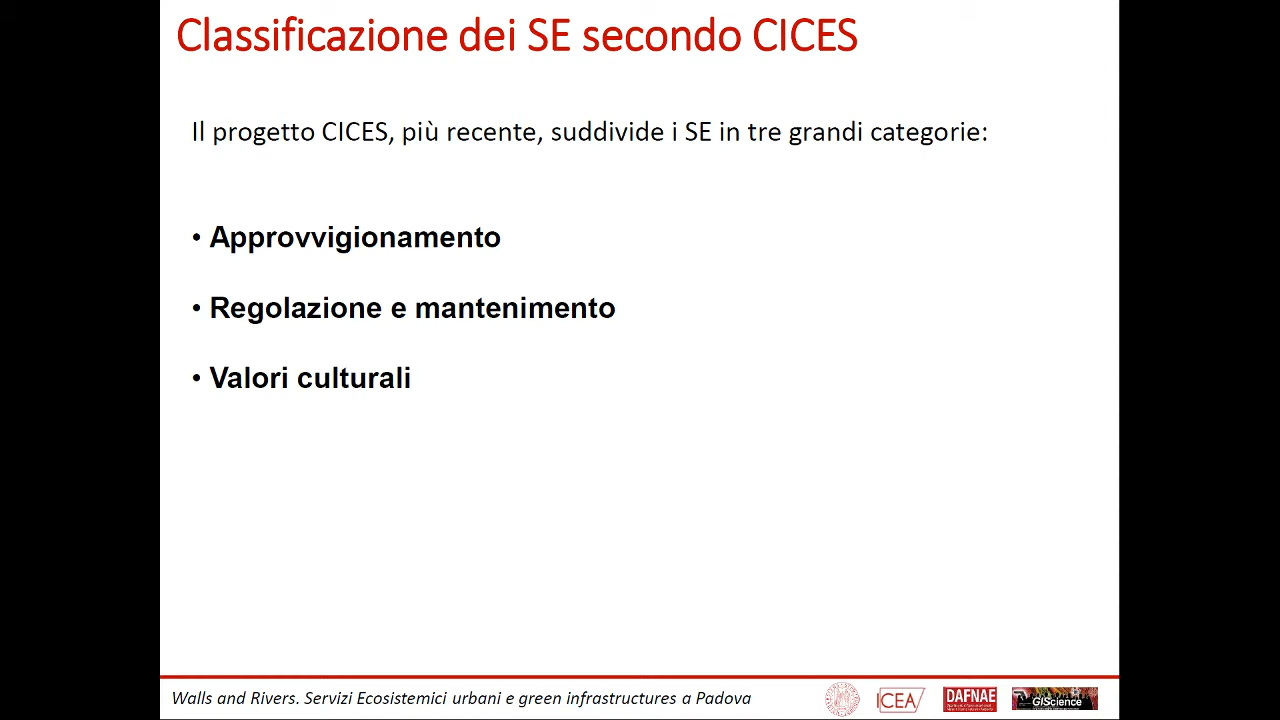 Classificazione dei SE secondo CICES
Il progetto CICES, più recente, suddivide i SE in tre grandi categorie:
• Approvvigionamento
• Regolazione e mantenimento
• Valori culturali
Walls and Rivers. Servizi Ecosistemici urbani e green infrastructures a Padova
ICEA
DAFNAE
GIScience